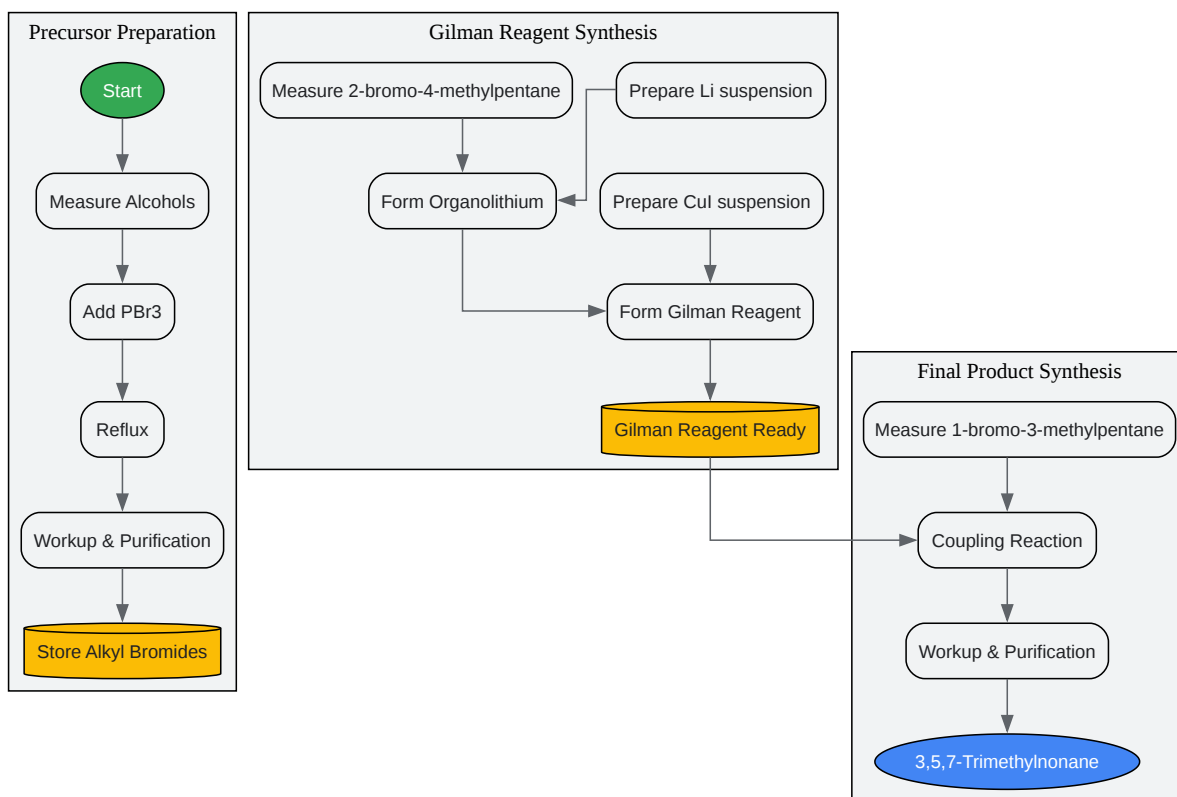 Precursor Preparation
Start
Measure Alcohols
Add PBr3
Reflux
Workup & Purification
Store Alkyl Bromides
Gilman Reagent Synthesis
Measure 2-bromo-4-methylpentane
Prepare Li suspension
Form Organolithium
Prepare CuI suspension
Form Gilman Reagent
Gilman Reagent Ready
Final Product Synthesis
Measure 1-bromo-3-methylpentane
Coupling Reaction
Workup & Purification
3,5,7-Trimethylnonane